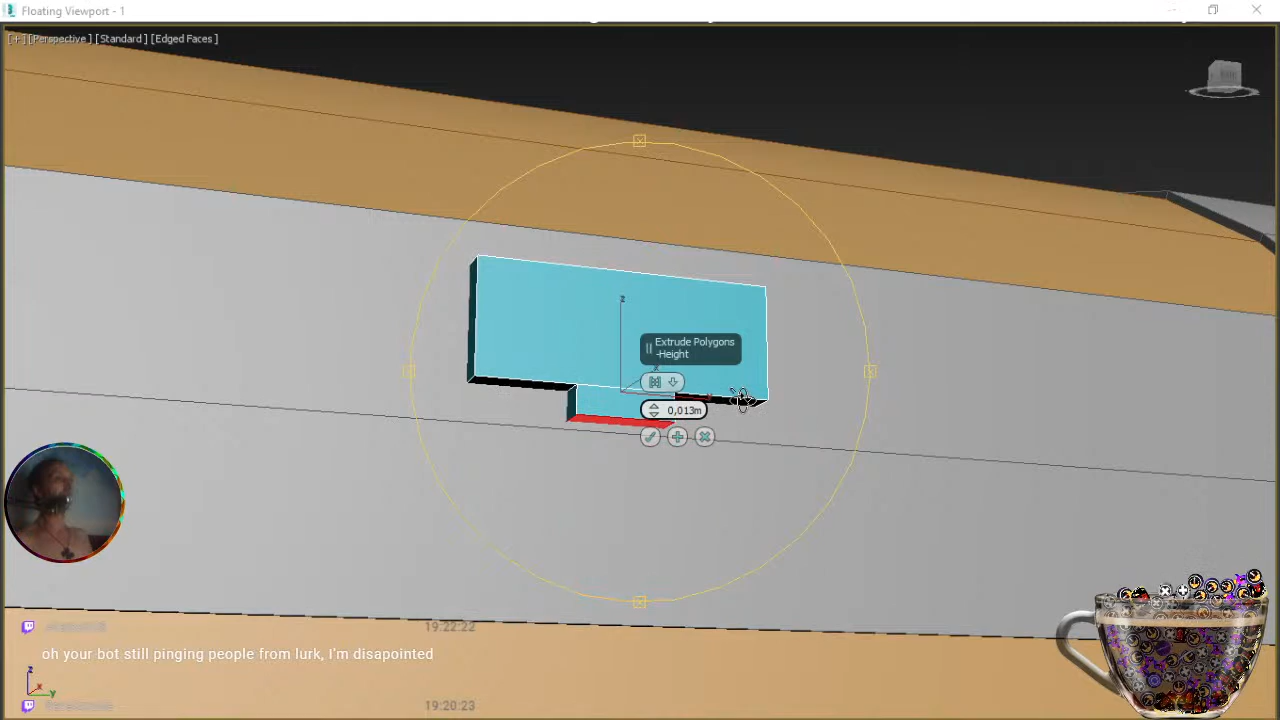 Floating Viewport - 1
[+] [Perspective] [Standard] [Edged Faces]
z
x
Extrude Polygons
-Height
0,013m
19:22:22
oh your bot still pinging people from lurk, I'm disapointed
z
x
y
19:20:23